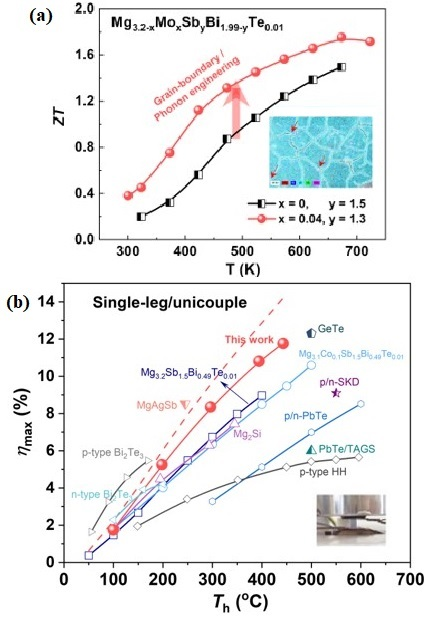 (a)
Mg3.2-xMoxSbyBi1.99-yTe0.01
2.0
1.6
1.2
0.8
0.4
0.0
ZT
Grain-boundary /
Phonon engineering
x = 0, y = 1.5
x = 0.04, y = 1.3
300 400 500 600 700
T (K)
(b)
Single-leg/unicouple
14
12
10
8
6
4
2
0
ηmax (%)
GeTe
This work
Mg3.1Co0.1Sb1.5Bi0.49Te0.01
Mg3.2Sb1.5Bi0.49Te0.01
p/n-SKD
MgAgSb
p/n-PbTe
Mg2Si
p-type Bi2Te3
PbTe/TAGS
n-type Bi2Te3
p-type HH
0 100 200 300 400 500 600 700
Th (°C)